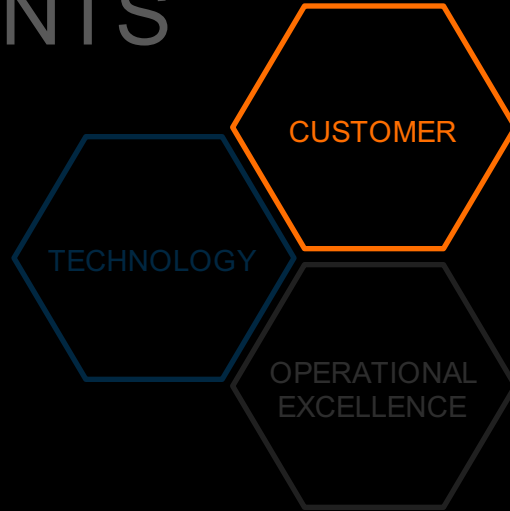 NTS
CUSTOMER
TECHNOLOGY
OPERATIONAL
EXCELLENCE